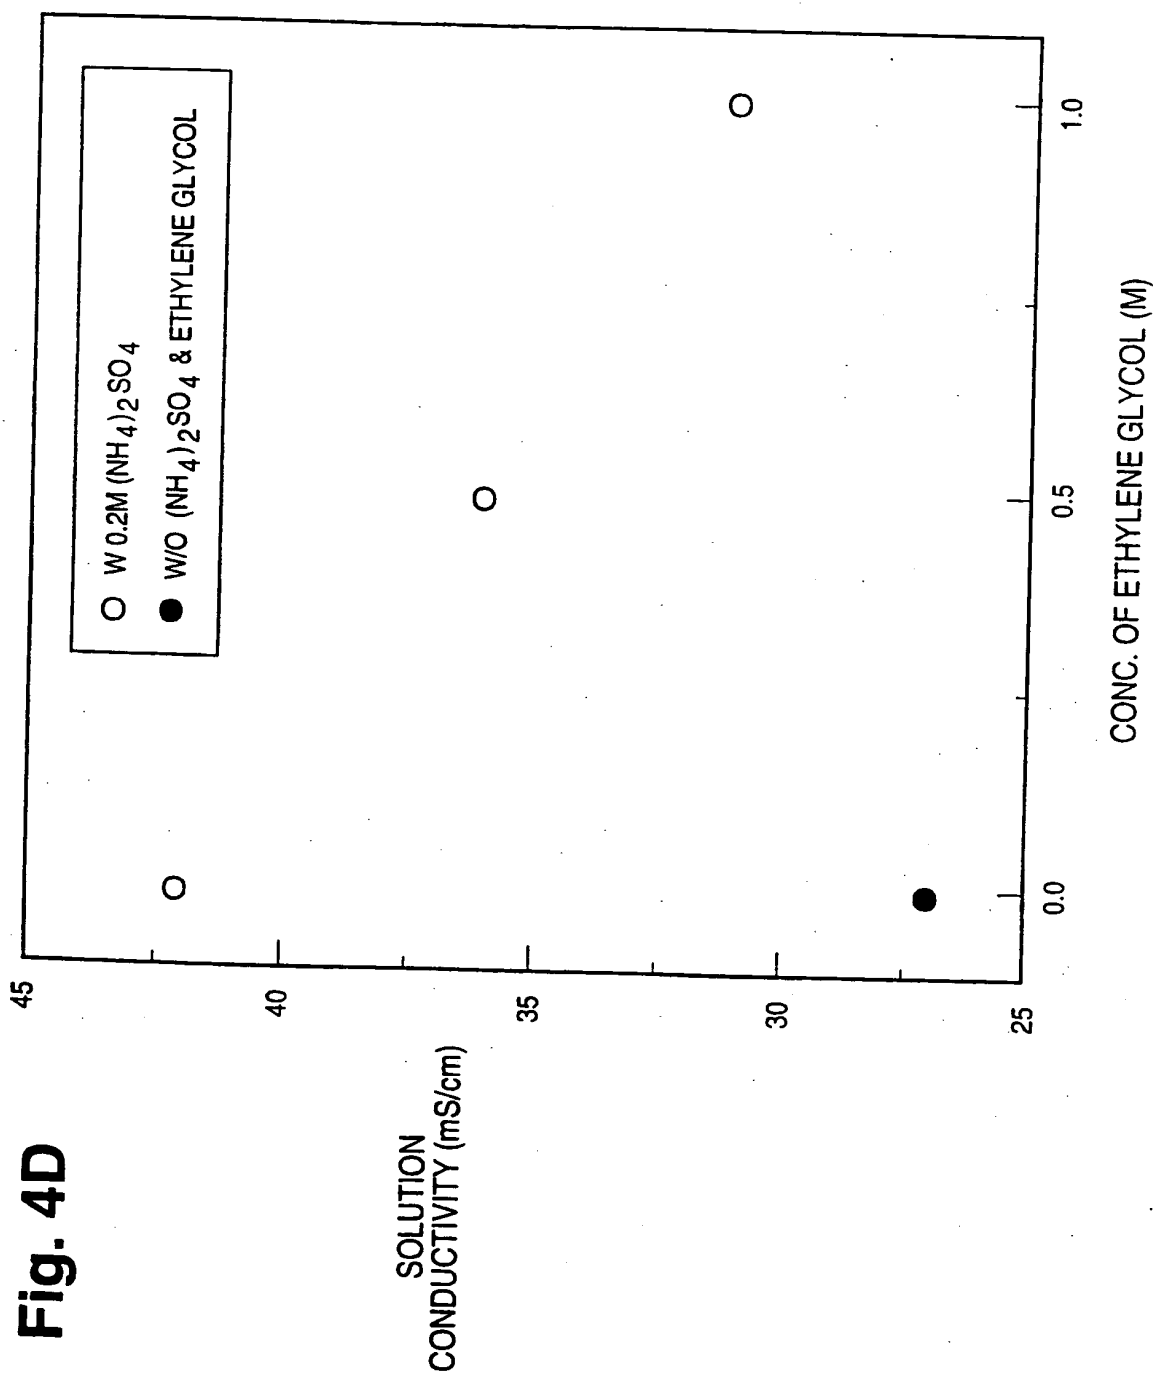 Fig. 4D
SOLUTION
CONDUCTIVITY (mS/cm)
45
40
35
30
25
W 0.2M (NH4)2SO4
W/O (NH4)2SO4 & ETHYLENE GLYCOL
0.0
0.5
1.0
CONC. OF ETHYLENE GLYCOL (M)